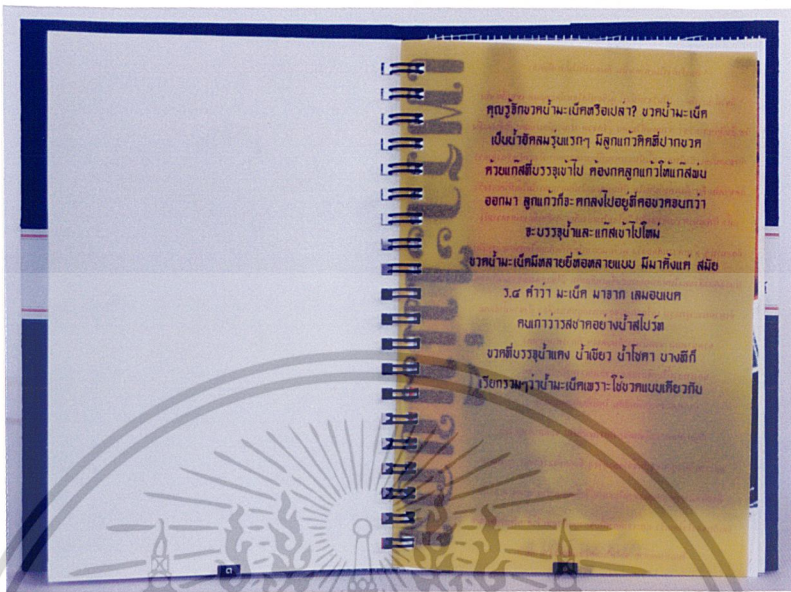 คุณรู้จักขวดน้ำมะเน็ดหรือเปล่า? ขวดน้ำมะเน็ด
เป็นน้ำอัดลมรุ่นแรกๆ มีลูกแก้วติดที่ปากขวด
ด้วยแก๊สที่บรรจุเข้าไป ต้องกดลูกแก้วให้แก๊สพ่น
ออกมา ลูกแก้วก็จะตกลงไปอยู่ที่คอขวดจนกว่า
จะบรรจุน้ำและแก๊สเข้าไปใหม่
ขวดน้ำมะเน็ดมีหลายยี่ห้อหลายแบบ มีมาตั้งแต่ สมัย
ร.๔ คำว่า มะเน็ด มาจาก เลมอนเนด
คนเก่าว่ารสชาดอย่างน้ำสไปร์ท
ขวดที่บรรจุน้ำแดง น้ำเขียว น้ำโซดา บางทีก็
เรียกรวมๆว่าน้ำมะเน็ดเพราะใช้ขวดแบบเดียวกัน